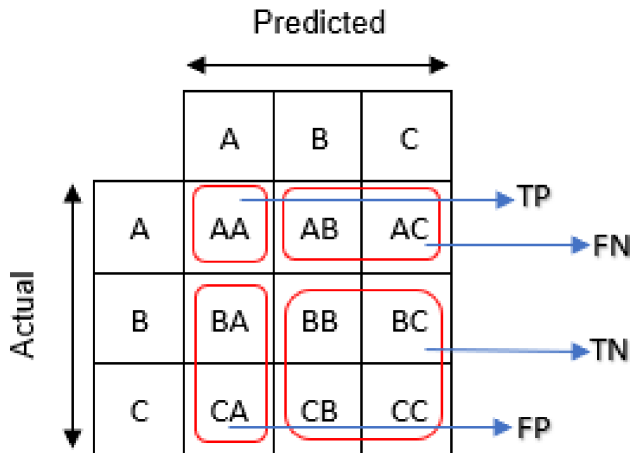 Predicted
A B C
TP
A AA AB AC
FN
Actual
B BA BB BC
TN
C CA CB CC
FP